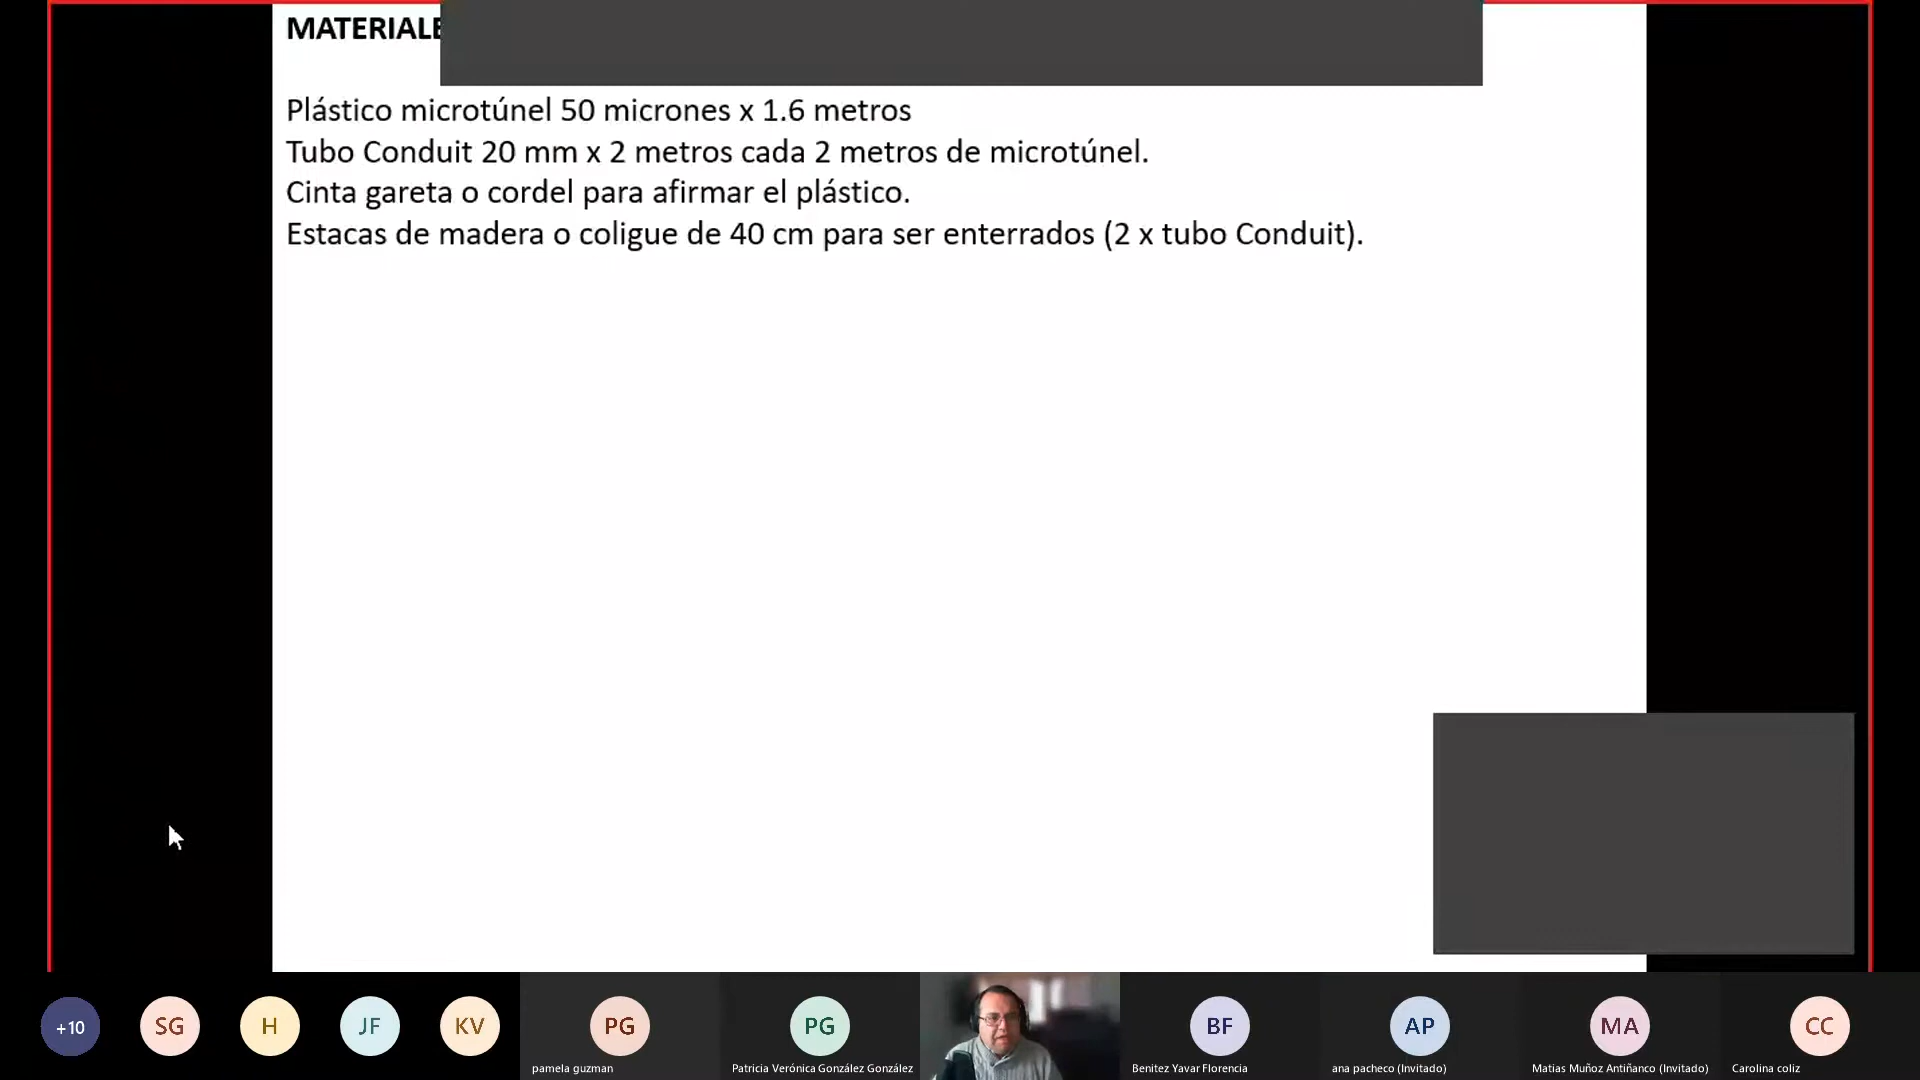 MATERIALE
Plástico microtúnel 50 micrones x 1.6 metros
Tubo Conduit 20 mm x 2 metros cada 2 metros de microtúnel.
Cinta gareta o cordel para afirmar el plástico.
Estacas de madera o coligue de 40 cm para ser enterrados (2 x tubo Conduit).
+10
SG
H
JF
KV
PG
PG
BF
AP
MA
CC
pamela guzman
Patricia Verónica González González
Benitez Yavar Florencia
ana pacheco (Invitado)
Matias Muñoz Antiñanco (Invitado)
Carolina coliz